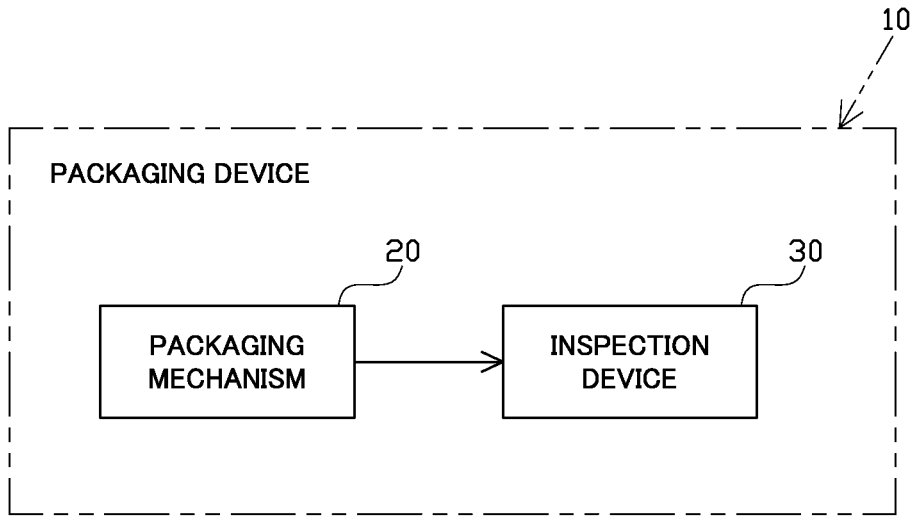 10
PACKAGING DEVICE
20
30
PACKAGING
MECHANISM
INSPECTION
DEVICE